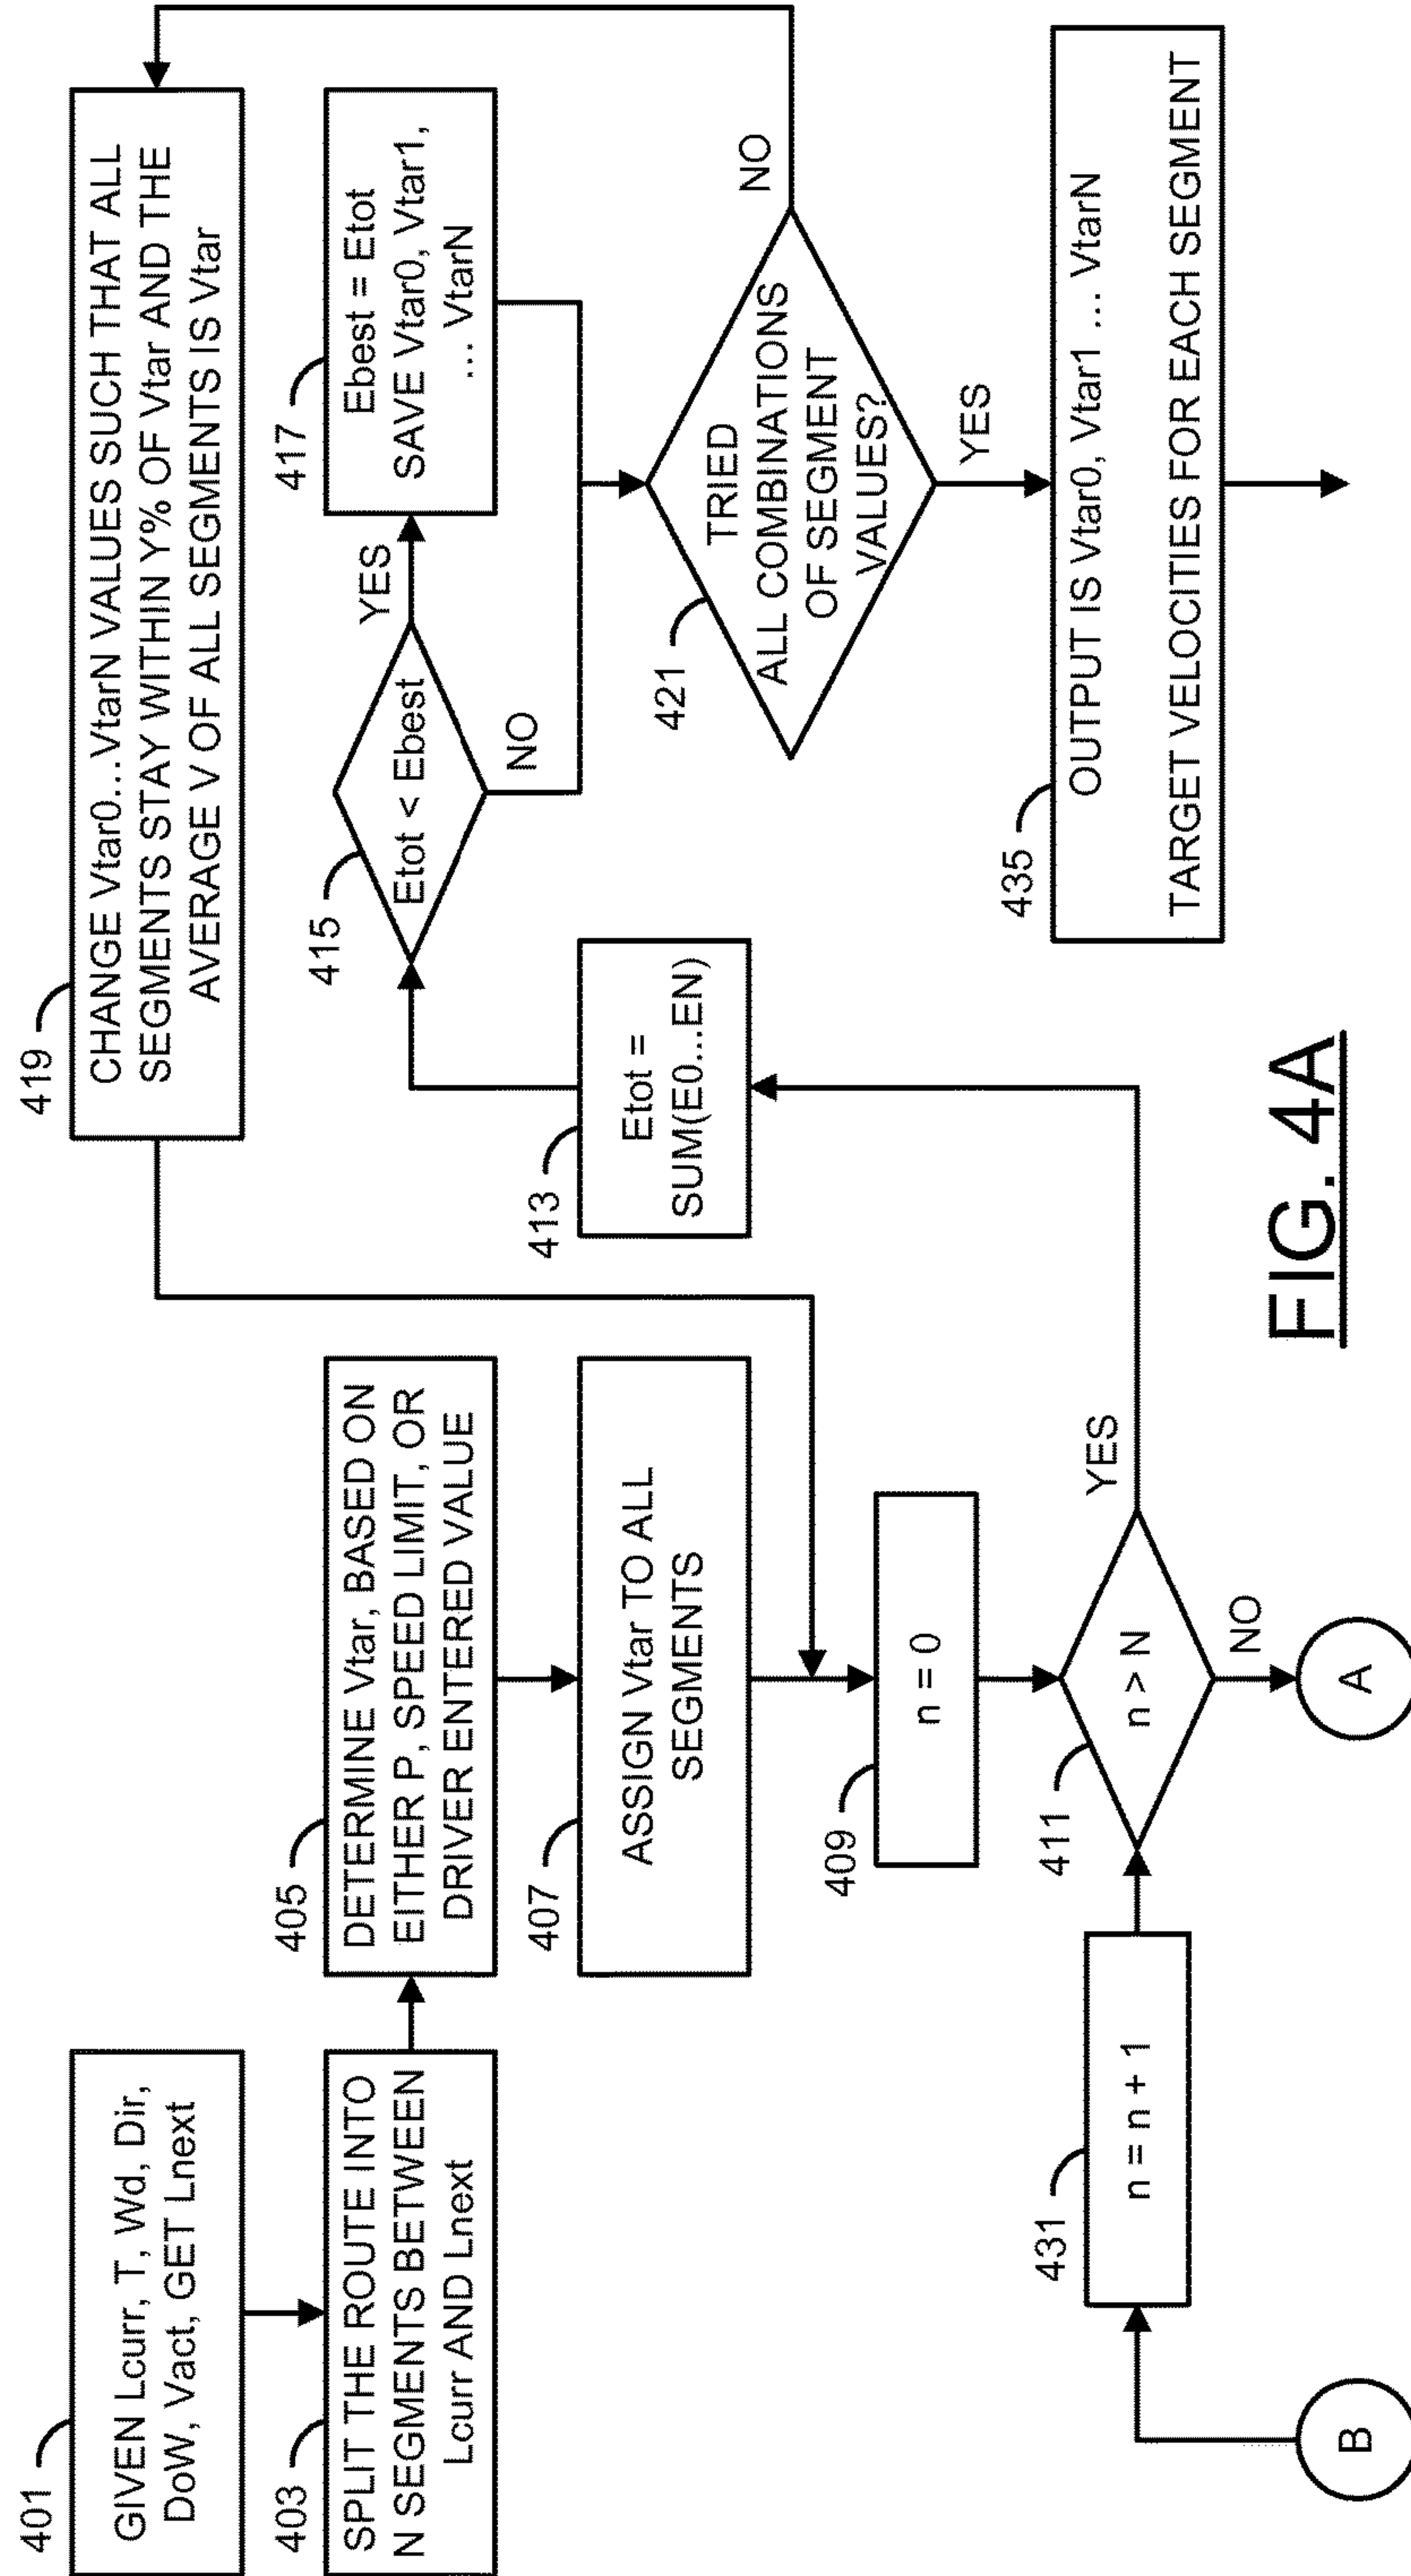 401
GIVEN Lcurr, T, Wd, Dir,
DoW, Vact, GET Lnext
403
SPLIT THE ROUTE INTO
N SEGMENTS BETWEEN
Lcurr AND Lnext
405
DETERMINE Vtar, BASED ON
EITHER P, SPEED LIMIT, OR
DRIVER ENTERED VALUE
407
ASSIGN Vtar TO ALL
SEGMENTS
409
n = 0
411
n > N
YES
NO
A
431
n = n + 1
B
413
Etot =
SUM(E0...EN)
415
Etot < Ebest
YES
NO
417
Ebest = Etot
SAVE Vtar0, Vtar1,
... VtarN
419
CHANGE Vtar0...VtarN VALUES SUCH THAT ALL
SEGMENTS STAY WITHIN Y% OF Vtar AND THE
AVERAGE V OF ALL SEGMENTS IS Vtar
421
TRIED
ALL COMBINATIONS
OF SEGMENT
VALUES?
NO
YES
435
OUTPUT IS Vtar0, Vtar1 ... VtarN
TARGET VELOCITIES FOR EACH SEGMENT
FIG. 4A